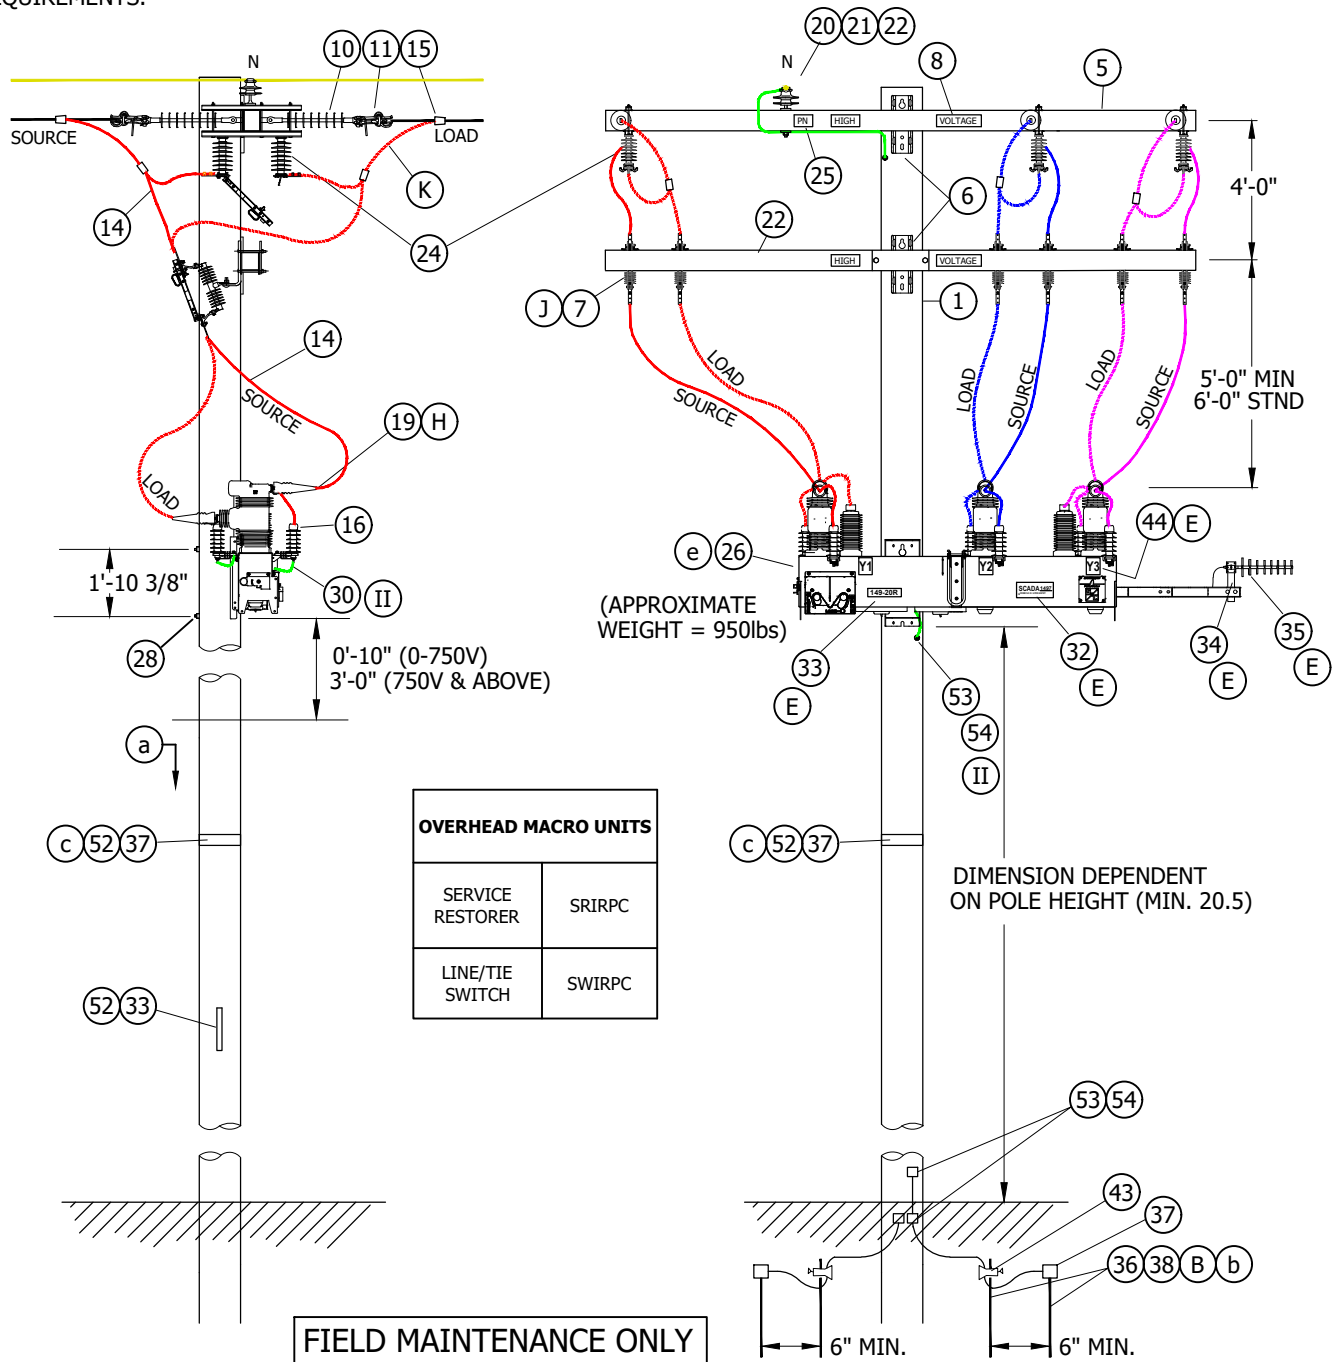 QUIREMENTS.
N
10 11 15
SOURCE
LOAD
K
14
24
14
SOURCE
LOAD
19 H
16
1'-10 3/8"
30 II
28
0'-10" (0-750V)
3'-0" (750V & ABOVE)
a
c 52 37
52 33
20 21 22
N
8
5
PN
HIGH
VOLTAGE
25
6
4'-0"
22
HIGH
VOLTAGE
J 7
1
LOAD
SOURCE
LOAD
SOURCE
LOAD
SOURCE
5'-0" MIN
6'-0" STND
e 26
Y1
Y2
Y3
44 E
149-20R
(APPROXIMATE
WEIGHT = 950lbs)
33
E
32
E
34
E
35
E
53
54
II
OVERHEAD MACRO UNITS
SERVICE
RESTORER
SRIRPC
LINE/TIE
SWITCH
SWIRPC
c 52 37
DIMENSION DEPENDENT
ON POLE HEIGHT (MIN. 20.5)
53 54
43
37
36 38 B b
6" MIN.
6" MIN.
FIELD MAINTENANCE ONLY